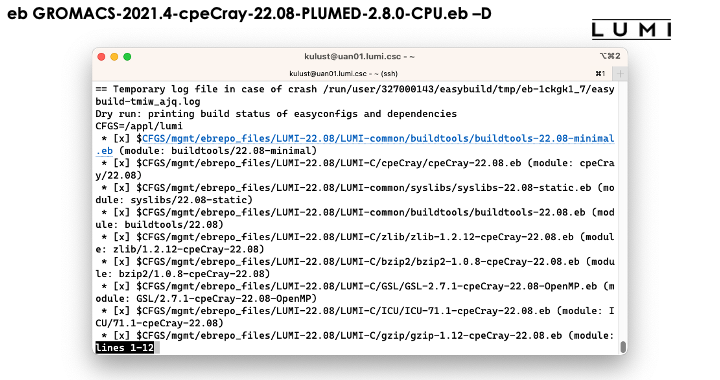 eb GROMACS-2021.4-cpeCray-22.08-PLUMED-2.8.0-CPU.eb –D
LUMI
kulust@uan01.lumi.csc - ~
⌥⌘2
kulust@uan01.lumi.csc - ~ (ssh)
⌘1
+
== Temporary log file in case of crash /run/user/327000143/easybuild/tmp/eb-1ckgk1_7/easy
build-tmiw_ajq.log
Dry run: printing build status of easyconfigs and dependencies
CFGS=/appl/lumi
* [x] $CFGS/mgmt/ebrepo_files/LUMI-22.08/LUMI-common/buildtools/buildtools-22.08-minimal
.eb (module: buildtools/22.08-minimal)
* [x] $CFGS/mgmt/ebrepo_files/LUMI-22.08/LUMI-C/cpeCray/cpeCray-22.08.eb (module: cpeCra
y/22.08)
* [x] $CFGS/mgmt/ebrepo_files/LUMI-22.08/LUMI-common/syslibs/syslibs-22.08-static.eb (mo
dule: syslibs/22.08-static)
* [x] $CFGS/mgmt/ebrepo_files/LUMI-22.08/LUMI-common/buildtools/buildtools-22.08.eb (mod
ule: buildtools/22.08)
* [x] $CFGS/mgmt/ebrepo_files/LUMI-22.08/LUMI-C/zlib/zlib-1.2.12-cpeCray-22.08.eb (modul
e: zlib/1.2.12-cpeCray-22.08)
* [x] $CFGS/mgmt/ebrepo_files/LUMI-22.08/LUMI-C/bzip2/bzip2-1.0.8-cpeCray-22.08.eb (modu
le: bzip2/1.0.8-cpeCray-22.08)
* [x] $CFGS/mgmt/ebrepo_files/LUMI-22.08/LUMI-C/GSL/GSL-2.7.1-cpeCray-22.08-OpenMP.eb (m
odule: GSL/2.7.1-cpeCray-22.08-OpenMP)
* [x] $CFGS/mgmt/ebrepo_files/LUMI-22.08/LUMI-C/ICU/ICU-71.1-cpeCray-22.08.eb (module: I
CU/71.1-cpeCray-22.08)
* [x] $CFGS/mgmt/ebrepo_files/LUMI-22.08/LUMI-C/gzip/gzip-1.12-cpeCray-22.08.eb (module:
lines 1-12